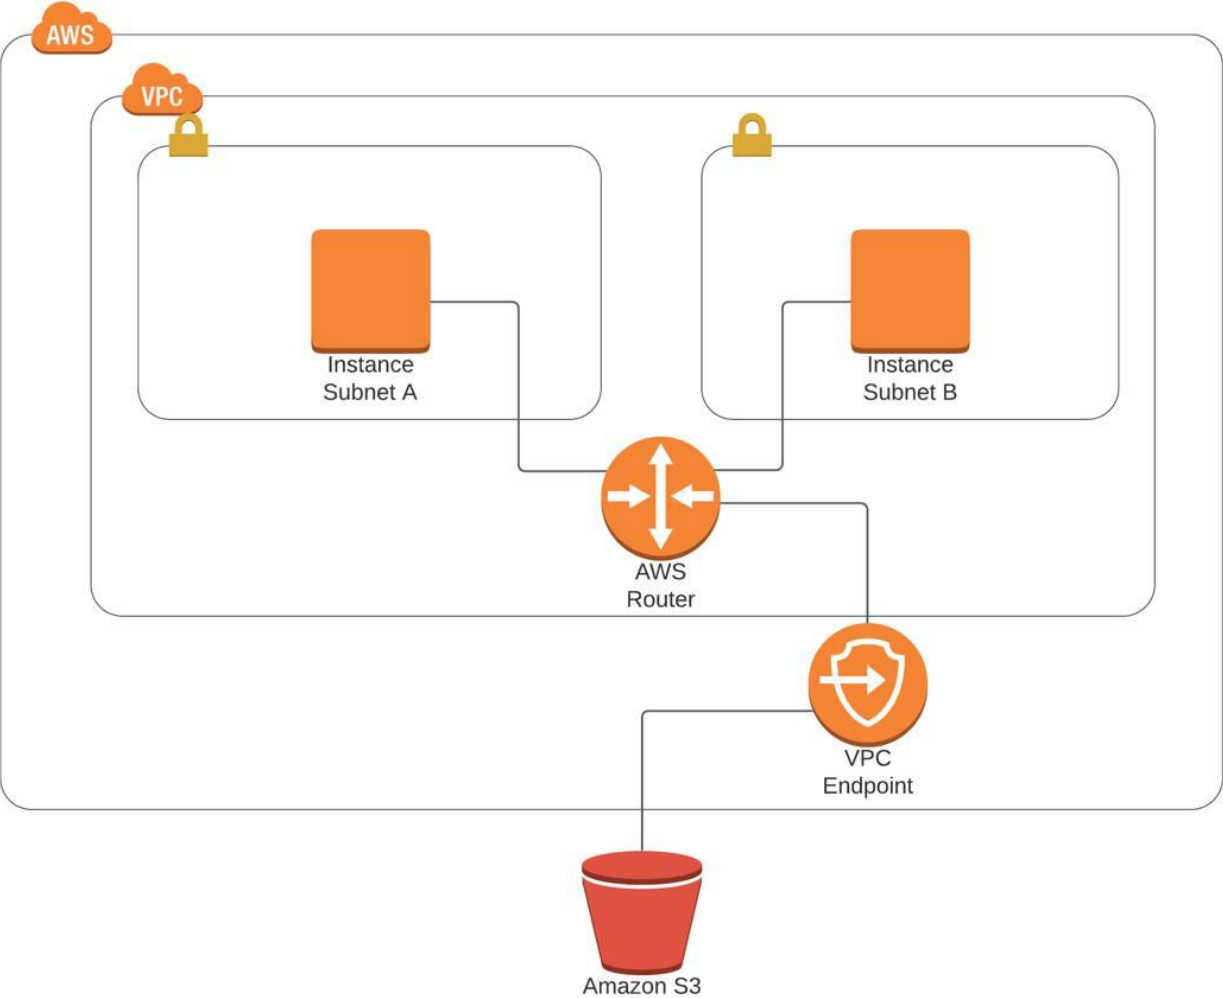 AWS
VPC
Instance
Subnet A
Instance
Subnet B
AWS
Router
VPC
Endpoint
Amazon S3